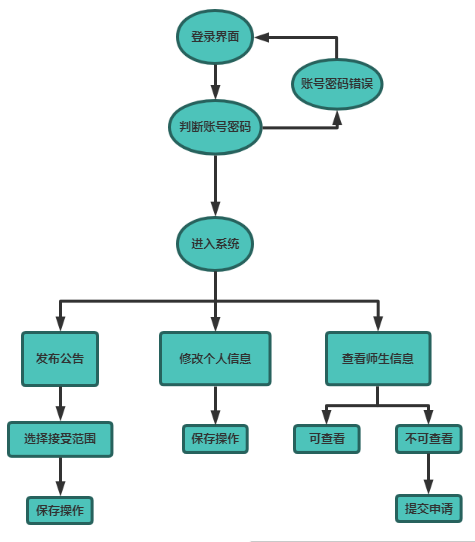 登录界面
账号密码错误
判断账号密码
进入系统
发布公告
修改个人信息
查看师生信息
选择接受范围
保存操作
可查看
不可查看
保存操作
提交申请